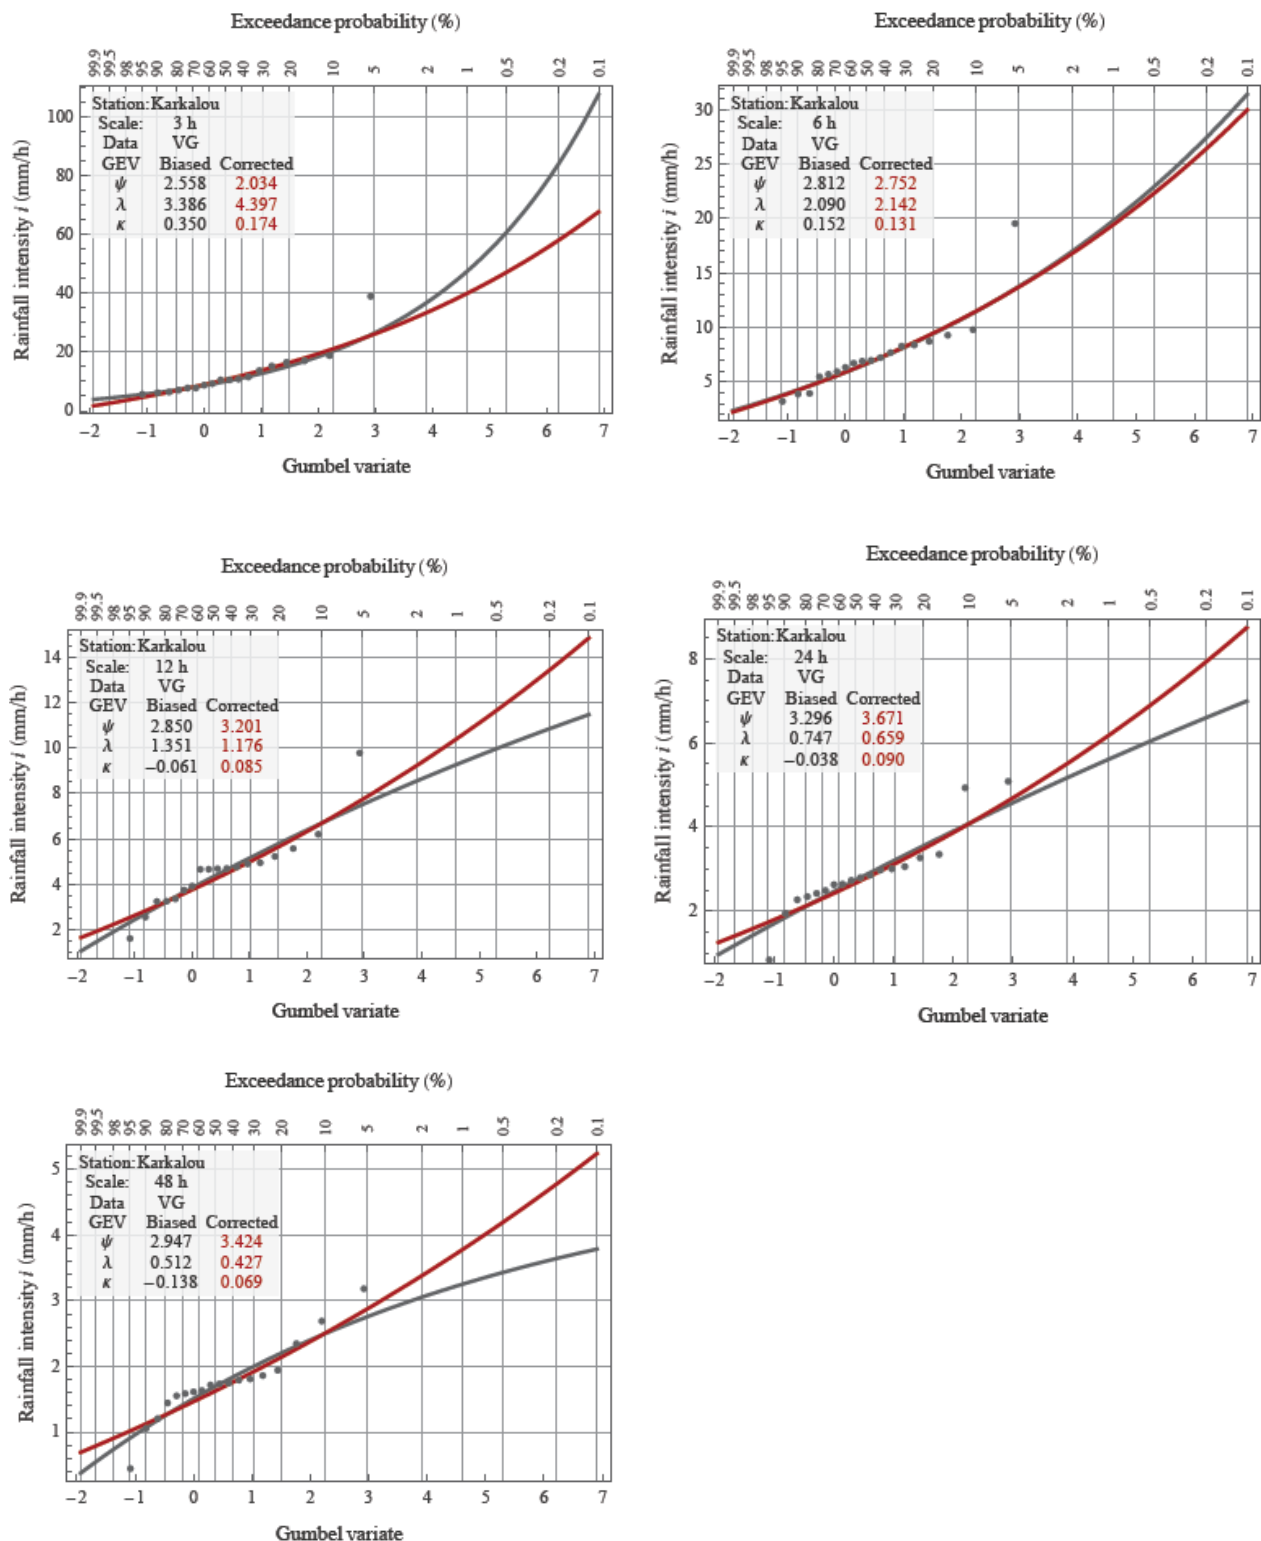 Exceedance probability (%)
99.9 99.5 98 95 90 80 70 60 50 40 30 20 10 5 2 1 0.5 0.2 0.1
Rainfall intensity i (mm/h)
100
80
60
40
20
0
Station: Karkalou
Scale: 3 h
Data VG
GEV Biased Corrected
ψ 2.558 2.034
λ 3.386 4.397
κ 0.350 0.174
−2 −1 0 1 2 3 4 5 6 7
Gumbel variate
Exceedance probability (%)
99.9 99.5 98 95 90 80 70 60 50 40 30 20 10 5 2 1 0.5 0.2 0.1
Rainfall intensity i (mm/h)
30
25
20
15
10
5
Station: Karkalou
Scale: 6 h
Data VG
GEV Biased Corrected
ψ 2.812 2.752
λ 2.090 2.142
κ 0.152 0.131
−2 −1 0 1 2 3 4 5 6 7
Gumbel variate
Exceedance probability (%)
99.9 99.5 98 95 90 80 70 60 50 40 30 20 10 5 2 1 0.5 0.2 0.1
Rainfall intensity i (mm/h)
14
12
10
8
6
4
2
Station: Karkalou
Scale: 12 h
Data VG
GEV Biased Corrected
ψ 2.850 3.201
λ 1.351 1.176
κ −0.061 0.085
−2 −1 0 1 2 3 4 5 6 7
Gumbel variate
Exceedance probability (%)
99.9 99.5 98 95 90 80 70 60 50 40 30 20 10 5 2 1 0.5 0.2 0.1
Rainfall intensity i (mm/h)
8
6
4
2
Station: Karkalou
Scale: 24 h
Data VG
GEV Biased Corrected
ψ 3.296 3.671
λ 0.747 0.659
κ −0.038 0.090
−2 −1 0 1 2 3 4 5 6 7
Gumbel variate
Exceedance probability (%)
99.9 99.5 98 95 90 80 70 60 50 40 30 20 10 5 2 1 0.5 0.2 0.1
Rainfall intensity i (mm/h)
5
4
3
2
1
Station: Karkalou
Scale: 48 h
Data VG
GEV Biased Corrected
ψ 2.947 3.424
λ 0.512 0.427
κ −0.138 0.069
−2 −1 0 1 2 3 4 5 6 7
Gumbel variate